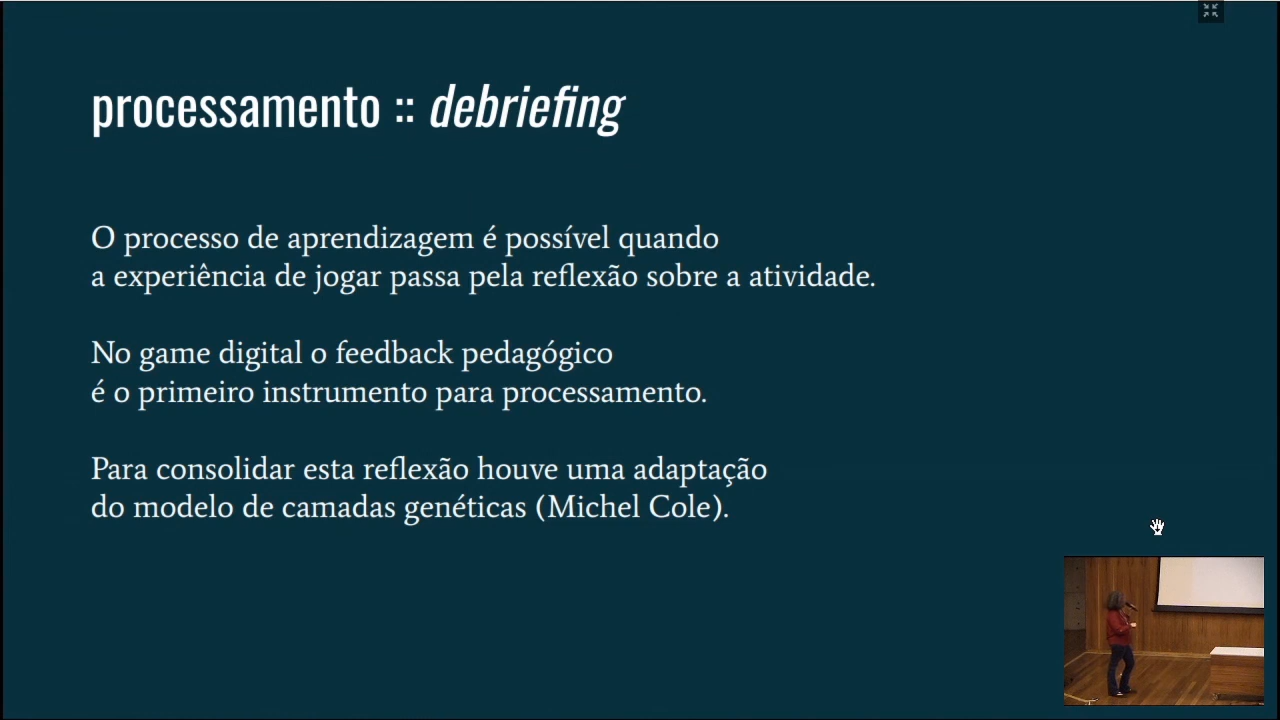 processamento :: debriefing
O processo de aprendizagem é possível quando
a experiência de jogar passa pela reflexão sobre a atividade.
No game digital o feedback pedagógico
é o primeiro instrumento para processamento.
Para consolidar esta reflexão houve uma adaptação
do modelo de camadas genéticas (Michel Cole).